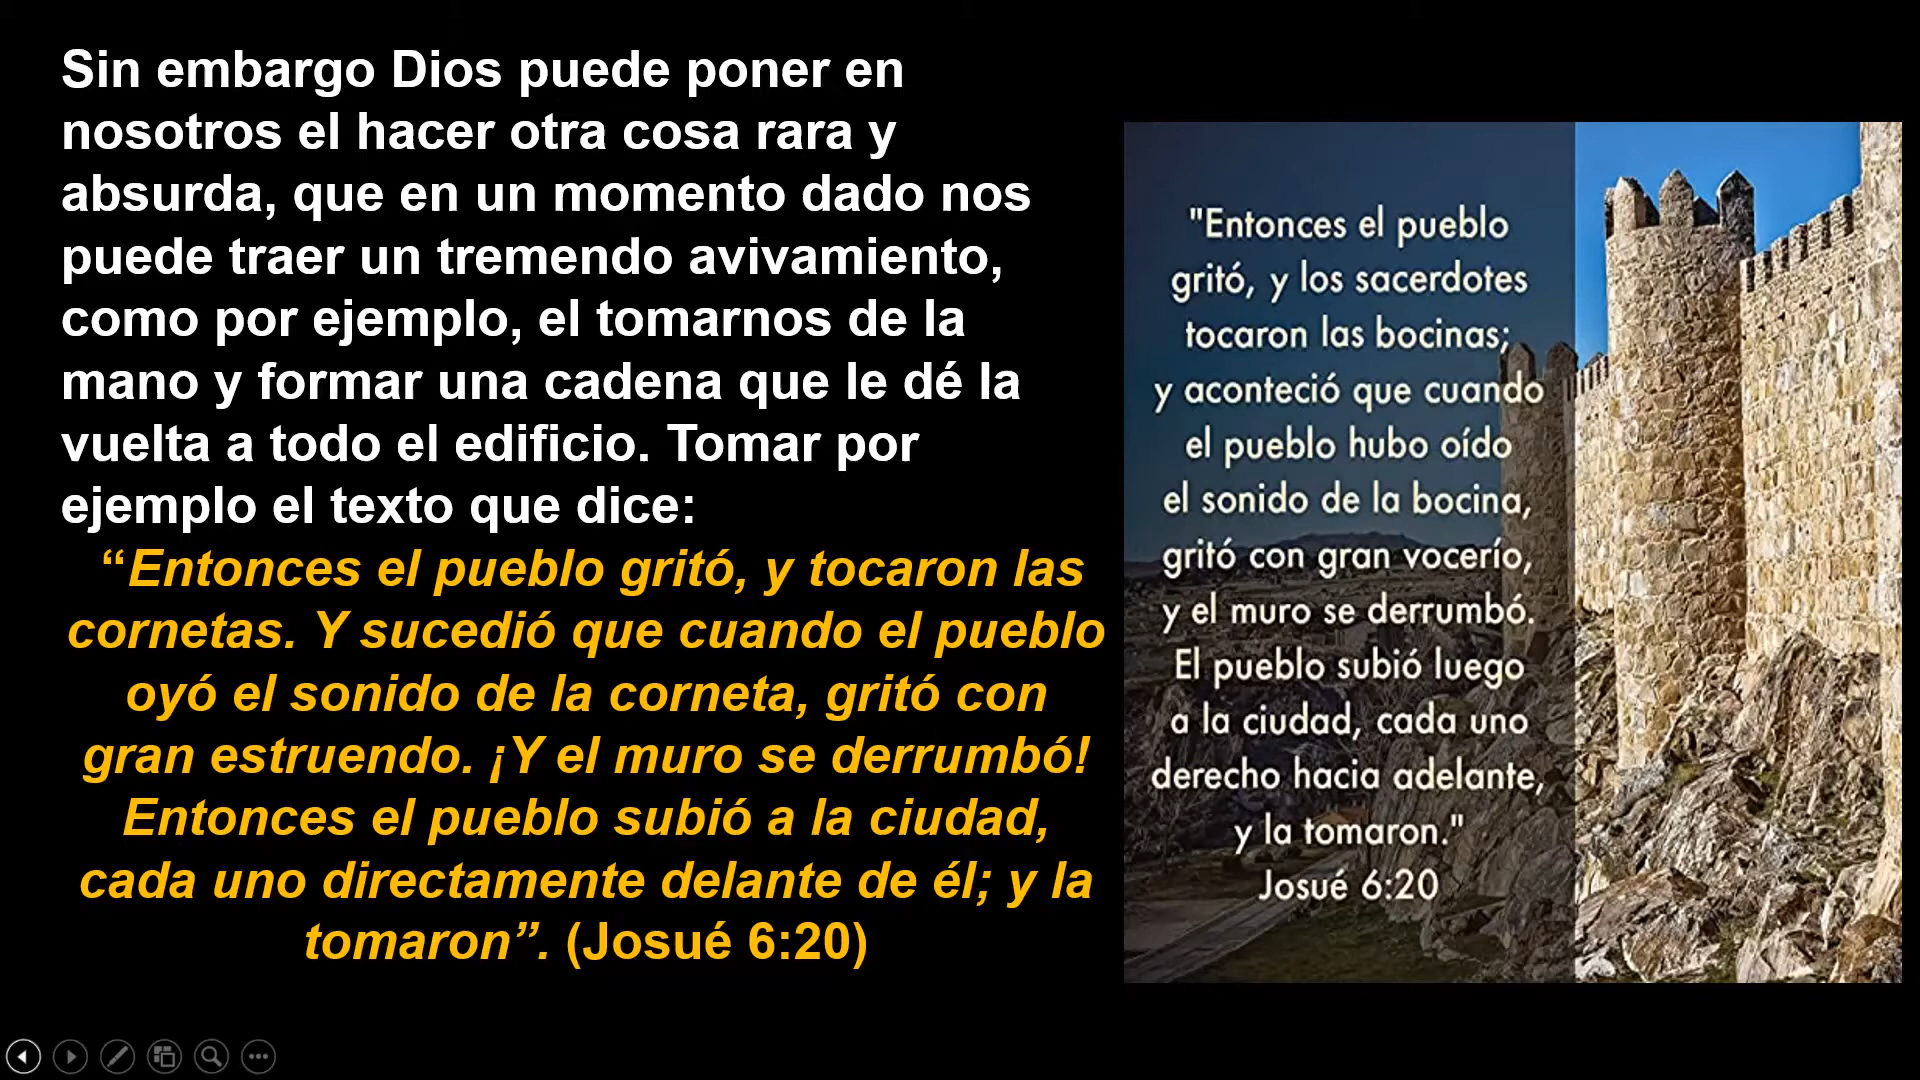 Sin embargo Dios puede poner en
nosotros el hacer otra cosa rara y
absurda, que en un momento dado nos
puede traer un tremendo avivamiento,
como por ejemplo, el tomarnos de la
mano y formar una cadena que le dé la
vuelta a todo el edificio. Tomar por
ejemplo el texto que dice:
“Entonces el pueblo gritó, y tocaron las
cornetas. Y sucedió que cuando el pueblo
oyó el sonido de la corneta, gritó con
gran estruendo. ¡Y el muro se derrumbó!
Entonces el pueblo subió a la ciudad,
cada uno directamente delante de él; y la
tomaron”. (Josué 6:20)
"Entonces el pueblo
gritó, y los sacerdotes
tocaron las bocinas;
y aconteció que cuando
el pueblo hubo oído
el sonido de la bocina,
gritó con gran vocerío,
y el muro se derrumbó.
El pueblo subió luego
a la ciudad, cada uno
derecho hacia adelante,
y la tomaron."
Josué 6:20